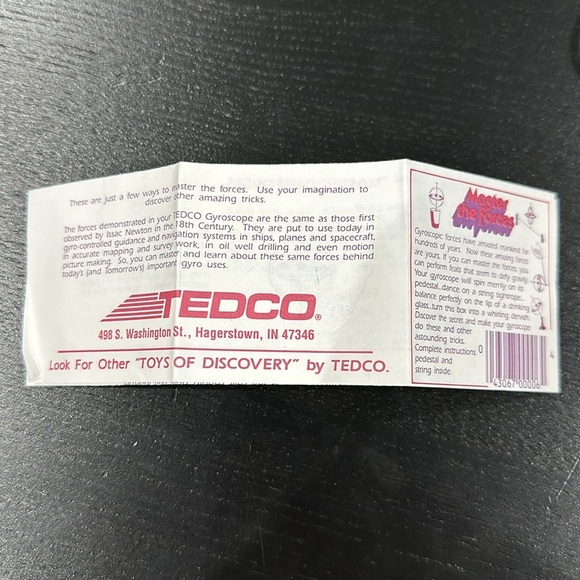 These are just a few ways to master the forces. Use your imagination to
discover other amazing tricks.
The forces demonstrated in your TEDCO Gyroscope are the same as those first
observed by Issac Newton in the 18th Century. They are put to use today in
gyro-controlled guidance and navigation systems in ships, planes and spacecraft,
in accurate mapping and survey work, in oil well drilling and even motion
picture making. So, you can master and learn about these same forces behind
today's (and Tomorrow's) important gyro uses.
TEDCO®
498 S. Washington St., Hagerstown, IN 47346
Look For Other "TOYS OF DISCOVERY" by TEDCO.
Master
the Forces!
Gyroscopic forces have amazed mankind for
hundreds of years. Now these amazing forces
are yours. If you can master the forces, you
can perform feats that seem to defy gravity.
Your gyroscope will spin merrily on its
pedestal...dance on a string tightrope...
balance perfectly on the lip of a drinking
glass...turn this box into a whirling dervish.
Discover the secret and make your gyroscope
do these and other
astounding tricks.
Complete instructions
pedestal and
string inside.
0
43067 00006
4